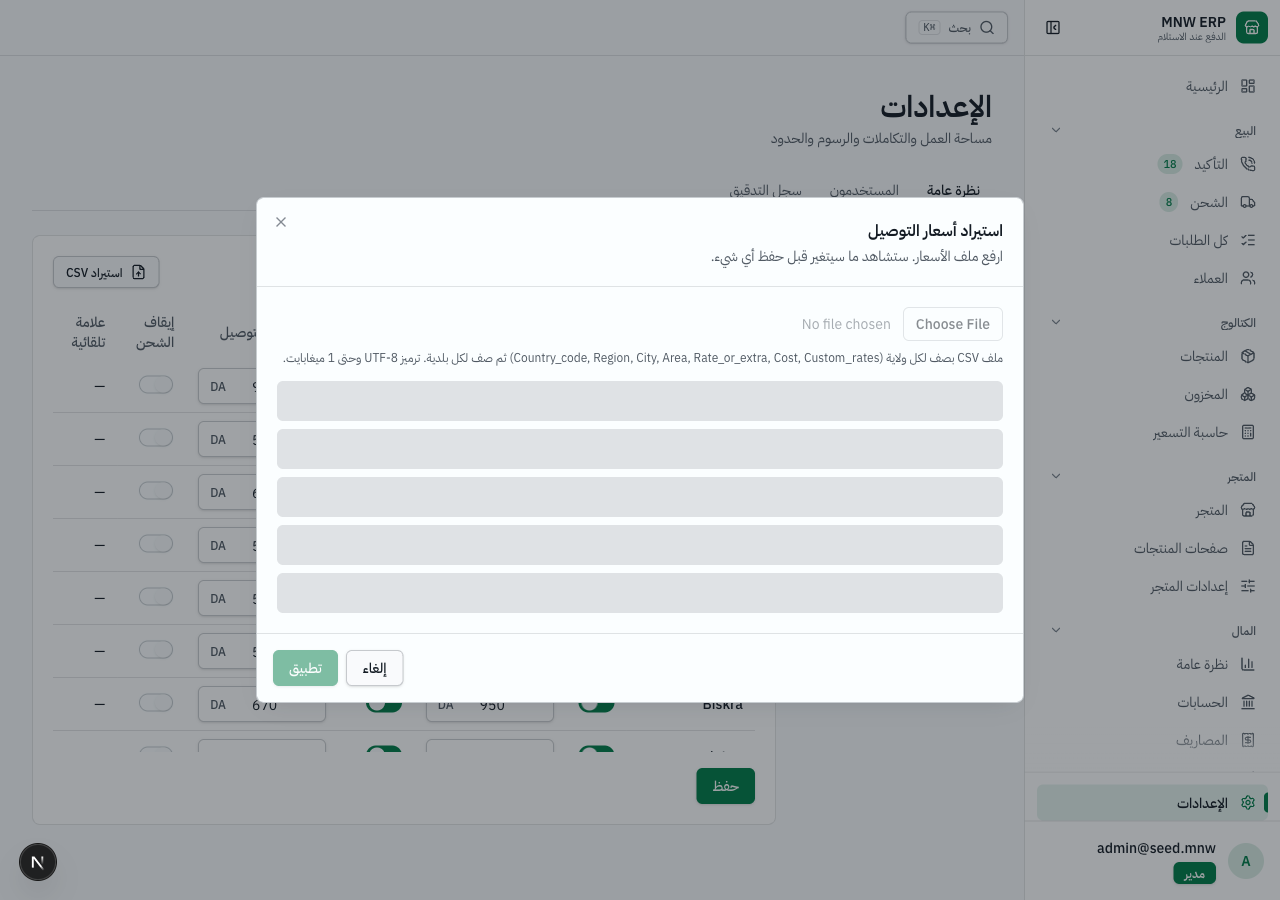 MNW ERP
الدفع عند الاستلام
الرئيسية
البيع
التأكيد 18
الشحن 8
كل الطلبات
العملاء
الكتالوج
المنتجات
المخزون
حاسبة التسعير
المتجر
المتجر
صفحات المنتجات
إعدادات المتجر
المال
نظرة عامة
الحسابات
المصاريف
الإعدادات
admin@seed.mnw
مدير
A
بحث K⌘
الإعدادات
مساحة العمل والتكاملات والرسوم والحدود
نظرة عامة المستخدمون سجل التدقيق
استيراد CSV
إيقاف الشحن
علامة تلقائية
DA —
DA —
DA —
DA —
DA —
DA —
Biskra 950 DA 670 DA —
حفظ
استيراد أسعار التوصيل
ارفع ملف الأسعار. ستشاهد ما سيتغير قبل حفظ أي شيء.
Choose File No file chosen
ملف CSV بصف لكل ولاية (Country_code, Region, City, Area, Rate_or_extra, Cost, Custom_rates) ثم صف لكل بلدية. ترميز UTF-8 وحتى 1 ميغابايت.
إلغاء
تطبيق
N